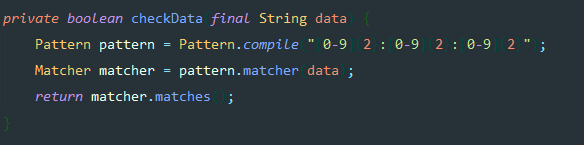 private boolean checkData(final String data) {
Pattern pattern = Pattern.compile("[0-9]{2}:[0-9]{2}:[0-9]{2}");
Matcher matcher = pattern.matcher(data);
return matcher.matches();
}